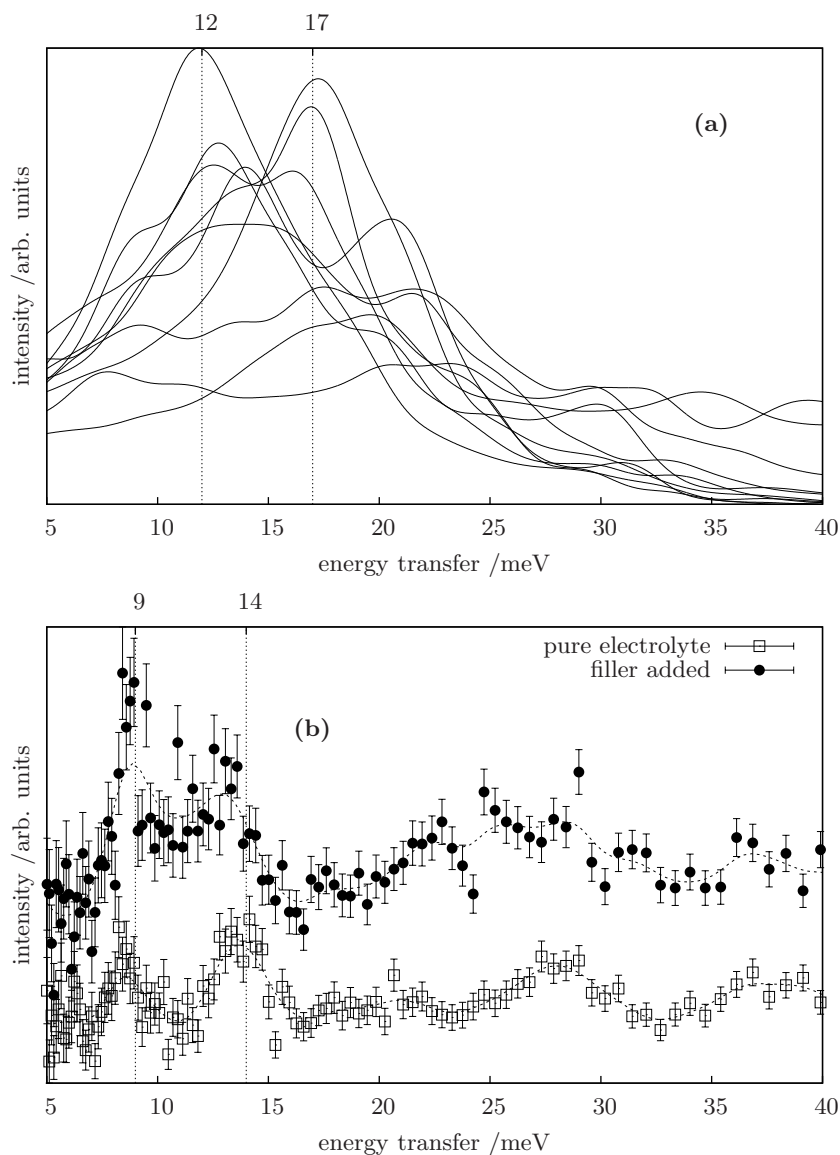 12 17
(a)
intensity /arb. units
5 10 15 20 25 30 35 40
energy transfer /meV
9 14
pure electrolyte
filler added
(b)
intensity /arb. units
5 10 15 20 25 30 35 40
energy transfer /meV